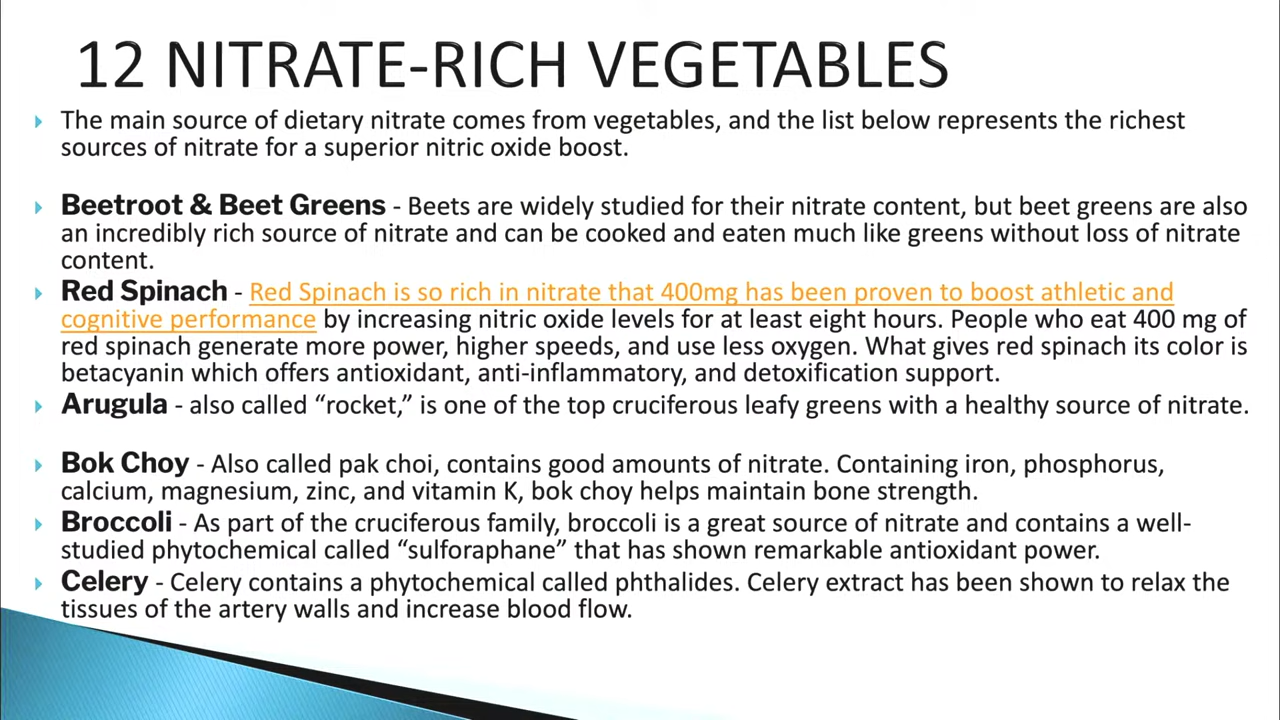 12 NITRATE-RICH VEGETABLES
The main source of dietary nitrate comes from vegetables, and the list below represents the richest
sources of nitrate for a superior nitric oxide boost.
Beetroot & Beet Greens - Beets are widely studied for their nitrate content, but beet greens are also
an incredibly rich source of nitrate and can be cooked and eaten much like greens without loss of nitrate
content.
Red Spinach - Red Spinach is so rich in nitrate that 400mg has been proven to boost athletic and
cognitive performance by increasing nitric oxide levels for at least eight hours. People who eat 400 mg of
red spinach generate more power, higher speeds, and use less oxygen. What gives red spinach its color is
betacyanin which offers antioxidant, anti-inflammatory, and detoxification support.
Arugula - also called “rocket,” is one of the top cruciferous leafy greens with a healthy source of nitrate.
Bok Choy - Also called pak choi, contains good amounts of nitrate. Containing iron, phosphorus,
calcium, magnesium, zinc, and vitamin K, bok choy helps maintain bone strength.
Broccoli - As part of the cruciferous family, broccoli is a great source of nitrate and contains a well-
studied phytochemical called “sulforaphane” that has shown remarkable antioxidant power.
Celery - Celery contains a phytochemical called phthalides. Celery extract has been shown to relax the
tissues of the artery walls and increase blood flow.